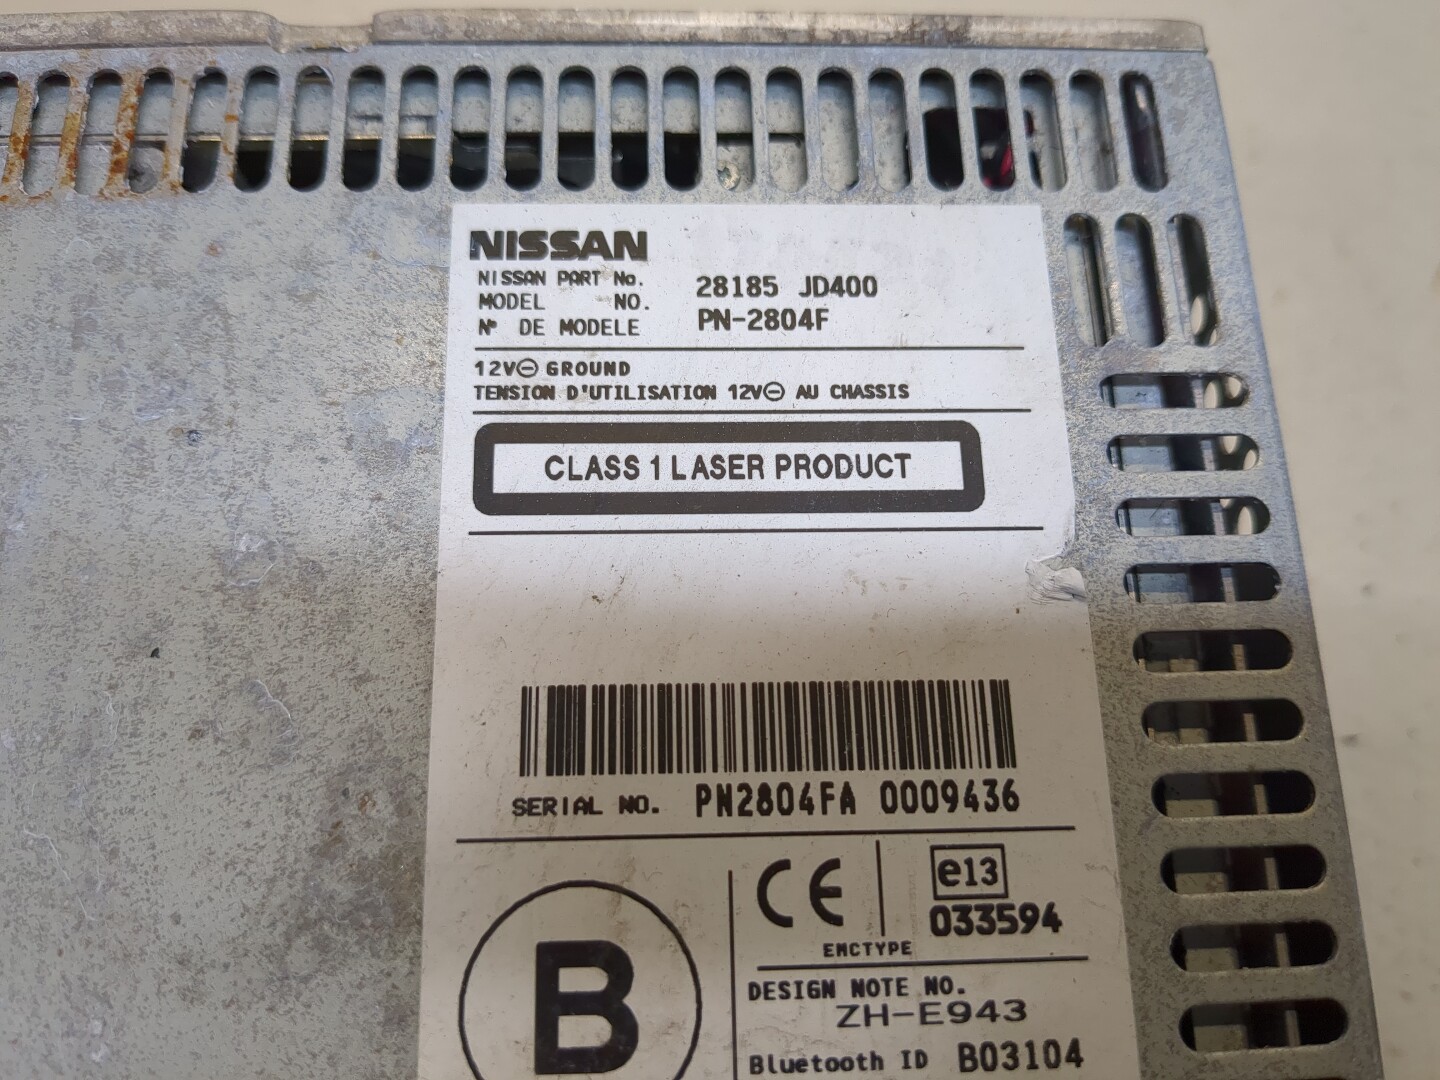 NISSAN
NISSAN PART No. 28185 JD400
MODEL NO. PN-2804F
N° DE MODELE
12V⊖ GROUND
TENSION D'UTILISATION 12V⊖ AU CHASSIS
CLASS 1 LASER PRODUCT
SERIAL NO. PN2804FA 0009436
B
CE
e13
033594
EMCTYPE
DESIGN NOTE NO.
ZH-E943
Bluetooth ID B03104